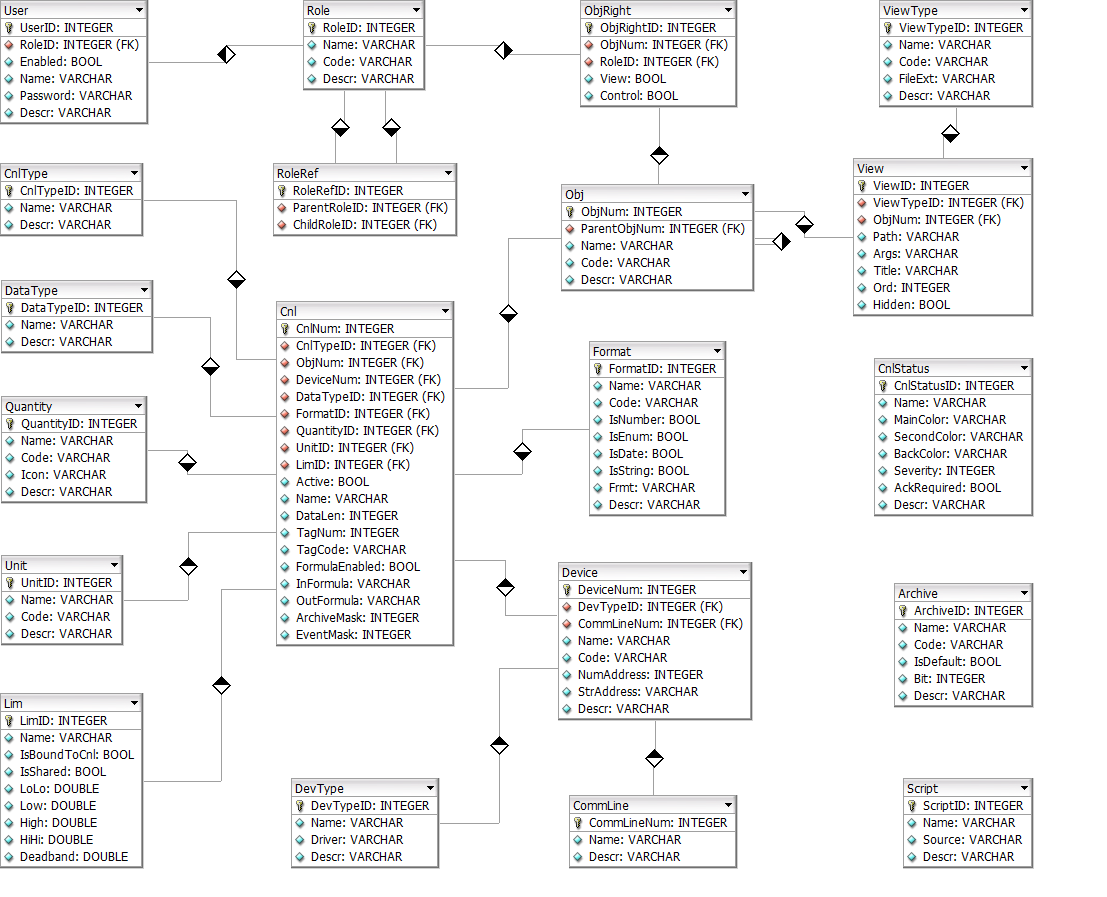 User
UserID: INTEGER
RoleID: INTEGER (FK)
Enabled: BOOL
Name: VARCHAR
Password: VARCHAR
Descr: VARCHAR
Role
RoleID: INTEGER
Name: VARCHAR
Code: VARCHAR
Descr: VARCHAR
ObjRight
ObjRightID: INTEGER
ObjNum: INTEGER (FK)
RoleID: INTEGER (FK)
View: BOOL
Control: BOOL
ViewType
ViewTypeID: INTEGER
Name: VARCHAR
Code: VARCHAR
FileExt: VARCHAR
Descr: VARCHAR
CnlType
CnlTypeID: INTEGER
Name: VARCHAR
Descr: VARCHAR
RoleRef
RoleRefID: INTEGER
ParentRoleID: INTEGER (FK)
ChildRoleID: INTEGER (FK)
Obj
ObjNum: INTEGER
ParentObjNum: INTEGER (FK)
Name: VARCHAR
Code: VARCHAR
Descr: VARCHAR
View
ViewID: INTEGER
ViewTypeID: INTEGER (FK)
ObjNum: INTEGER (FK)
Path: VARCHAR
Args: VARCHAR
Title: VARCHAR
Ord: INTEGER
Hidden: BOOL
DataType
DataTypeID: INTEGER
Name: VARCHAR
Descr: VARCHAR
Cnl
CnlNum: INTEGER
CnlTypeID: INTEGER (FK)
ObjNum: INTEGER (FK)
DeviceNum: INTEGER (FK)
DataTypeID: INTEGER (FK)
FormatID: INTEGER (FK)
QuantityID: INTEGER (FK)
UnitID: INTEGER (FK)
LimID: INTEGER (FK)
Active: BOOL
Name: VARCHAR
DataLen: INTEGER
TagNum: INTEGER
TagCode: VARCHAR
FormulaEnabled: BOOL
InFormula: VARCHAR
OutFormula: VARCHAR
ArchiveMask: INTEGER
EventMask: INTEGER
Format
FormatID: INTEGER
Name: VARCHAR
Code: VARCHAR
IsNumber: BOOL
IsEnum: BOOL
IsDate: BOOL
IsString: BOOL
Frmt: VARCHAR
Descr: VARCHAR
CnlStatus
CnlStatusID: INTEGER
Name: VARCHAR
MainColor: VARCHAR
SecondColor: VARCHAR
BackColor: VARCHAR
Severity: INTEGER
AckRequired: BOOL
Descr: VARCHAR
Quantity
QuantityID: INTEGER
Name: VARCHAR
Code: VARCHAR
Icon: VARCHAR
Descr: VARCHAR
Unit
UnitID: INTEGER
Name: VARCHAR
Code: VARCHAR
Descr: VARCHAR
Device
DeviceNum: INTEGER
DevTypeID: INTEGER (FK)
CommLineNum: INTEGER (FK)
Name: VARCHAR
Code: VARCHAR
NumAddress: INTEGER
StrAddress: VARCHAR
Descr: VARCHAR
Archive
ArchiveID: INTEGER
Name: VARCHAR
Code: VARCHAR
IsDefault: BOOL
Bit: INTEGER
Descr: VARCHAR
Lim
LimID: INTEGER
Name: VARCHAR
IsBoundToCnl: BOOL
IsShared: BOOL
LoLo: DOUBLE
Low: DOUBLE
High: DOUBLE
HiHi: DOUBLE
Deadband: DOUBLE
DevType
DevTypeID: INTEGER
Name: VARCHAR
Driver: VARCHAR
Descr: VARCHAR
CommLine
CommLineNum: INTEGER
Name: VARCHAR
Descr: VARCHAR
Script
ScriptID: INTEGER
Name: VARCHAR
Source: VARCHAR
Descr: VARCHAR